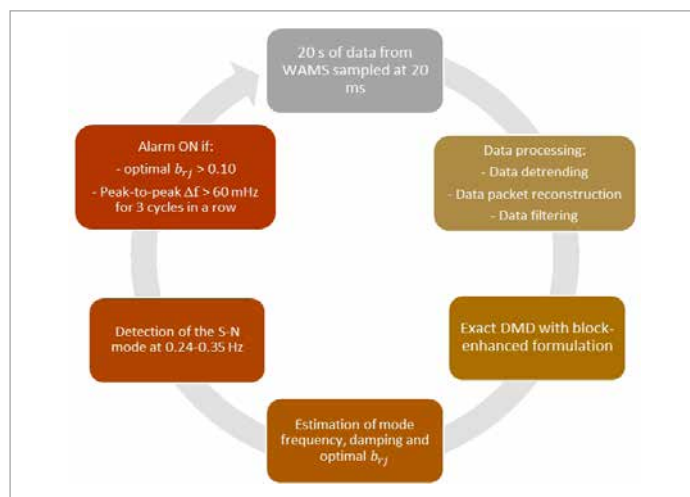 20 s of data from
WAMS sampled at 20
ms
Data processing:
- Data detrending
- Data packet reconstruction
- Data filtering
Exact DMD with block-
enhanced formulation
Estimation of mode
frequency, damping and
optimal b_rj
Detection of the S-N
mode at 0.24-0.35 Hz
Alarm ON if:
- optimal b_rj > 0.10
- Peak-to-peak Δf > 60 mHz
for 3 cycles in a row